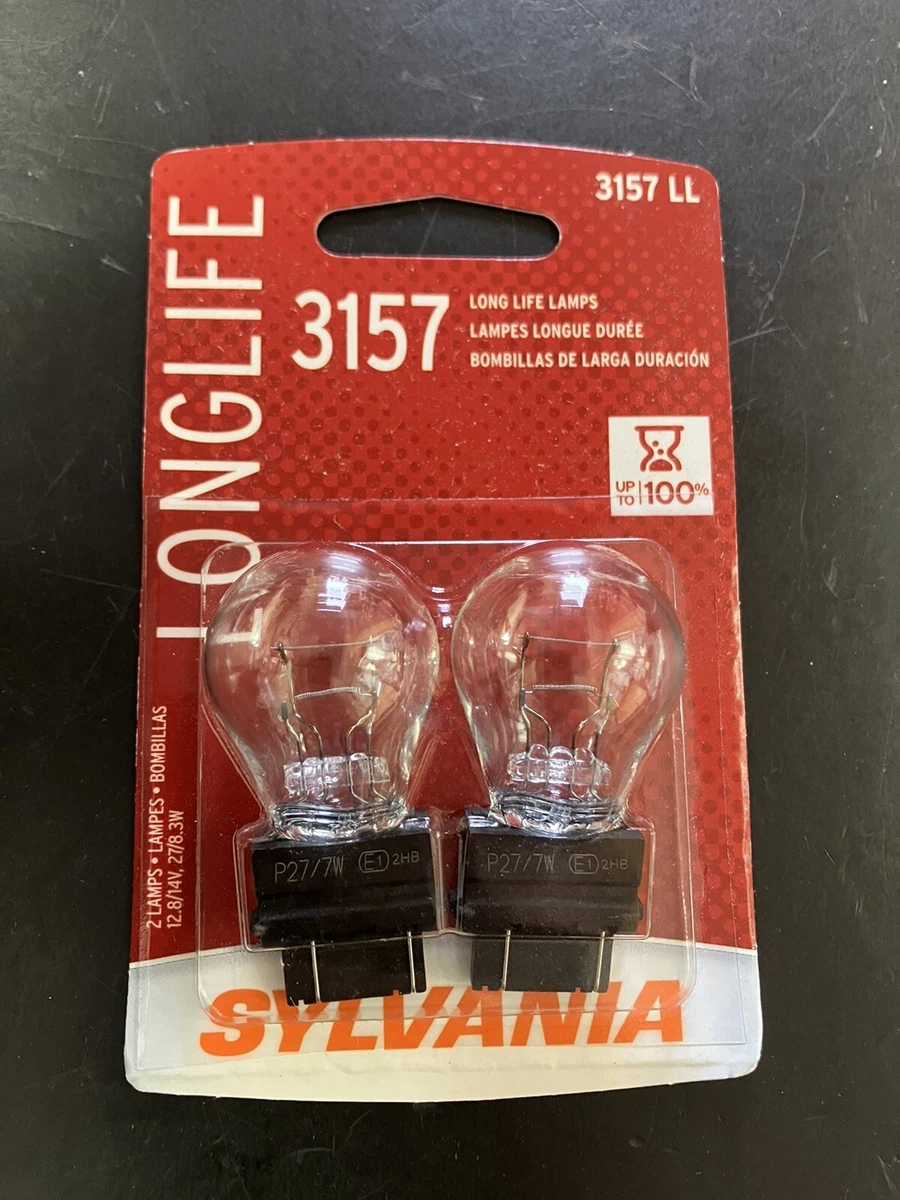 3157 LL
LONGLIFE
3157
LONG LIFE LAMPS
LAMPES LONGUE DURÉE
BOMBILLAS DE LARGA DURACIÓN
UP TO 100%
2 LAMPS • LAMPES • BOMBILLAS
12.8/14V, 27/8.3W
P27/7W E1 2HB
P27/7W E1 2HB
SYLVANIA